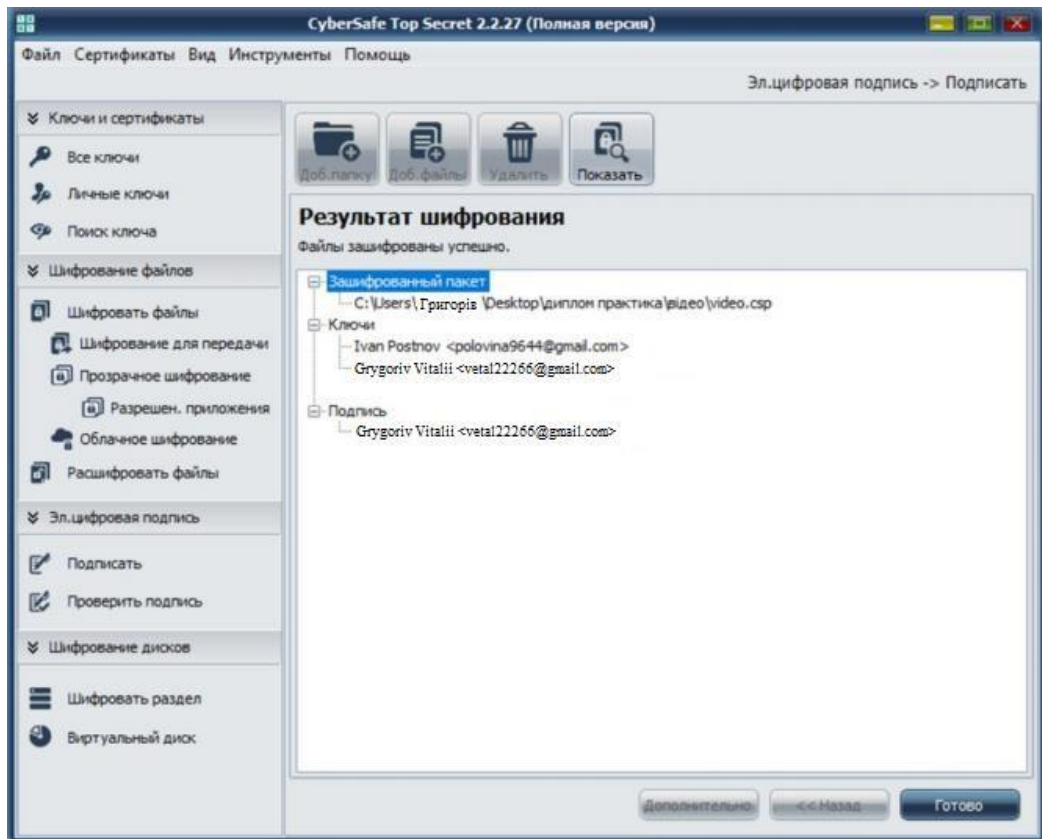 CyberSafe Top Secret 2.2.27 (Полная версия)
Файл Сертификаты Вид Инструменты Помощь
Эл.цифровая подпись -> Подписать
Ключи и сертификаты
Все ключи
Личные ключи
Поиск ключа
Шифрование файлов
Шифровать файлы
Шифрование для передачи
Прозрачное шифрование
Разрешен. приложения
Облачное шифрование
Расшифровать файлы
Эл.цифровая подпись
Подписать
Проверить подпись
Шифрование дисков
Шифровать раздел
Виртуальный диск
Доб.папку Доб.файлы Удалить Показать
Результат шифрования
Файлы зашифрованы успешно.
Зашифрованный пакет
C:\Users\Григорів \Desktop\диплом практика\відео\video.csp
Ключи
Ivan Postnov <polovina9644@gmail.com>
Grygoriv Vitalii <vetal22266@gmail.com>
Подпись
Grygoriv Vitalii <vetal22266@gmail.com>
Дополнительно << Назад Готово